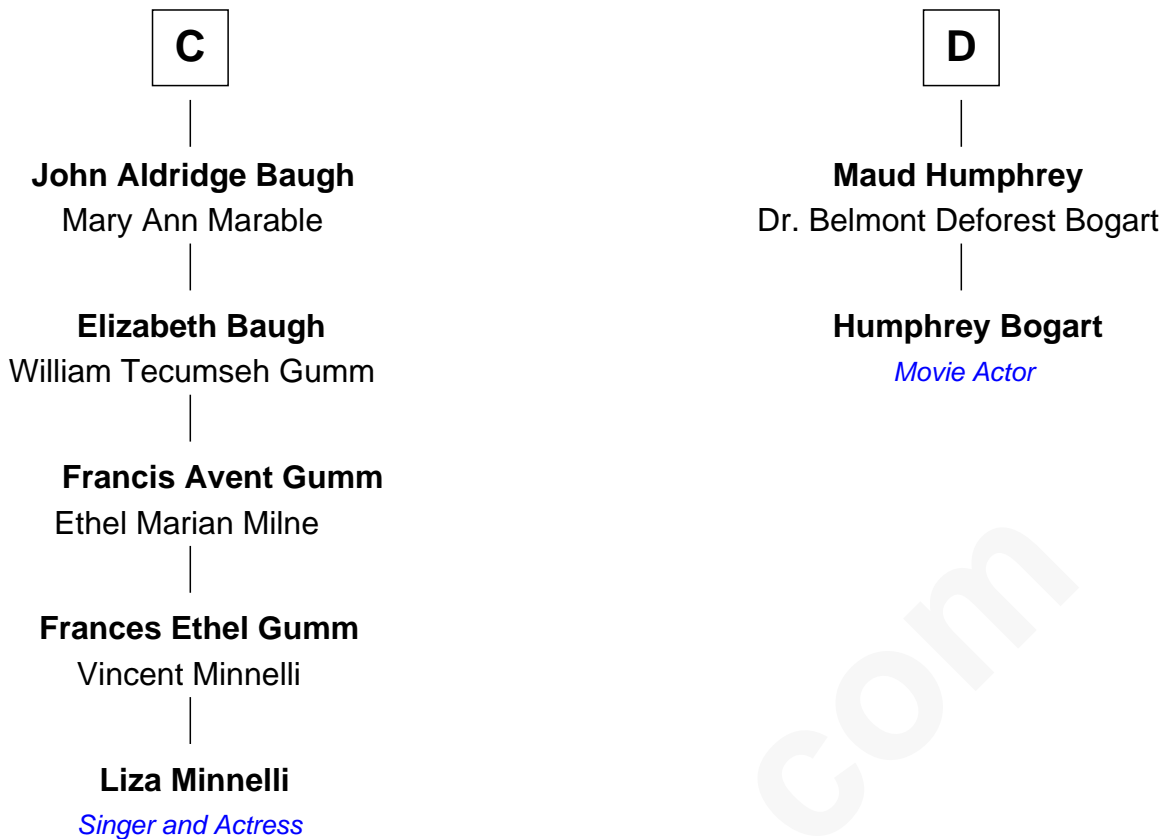 C
John Aldridge Baugh
Mary Ann Marable
Elizabeth Baugh
William Tecumseh Gumm
Francis Avent Gumm
Ethel Marian Milne
Frances Ethel Gumm
Vincent Minnelli
Liza Minnelli
Singer and Actress
D
Maud Humphrey
Dr. Belmont Deforest Bogart
Humphrey Bogart
Movie Actor
com